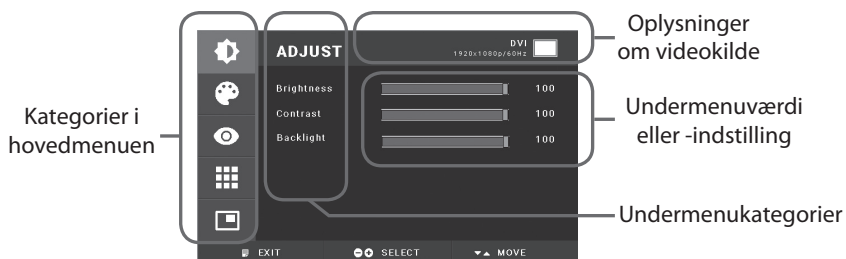 Oplysninger
om videokilde
ADJUST
DVI
1920x1080p/60Hz
Brightness 100
Contrast 100
Backlight 100
Kategorier i
hovedmenuen
Undermenuværdi
eller -indstilling
Undermenukategorier
EXIT SELECT MOVE